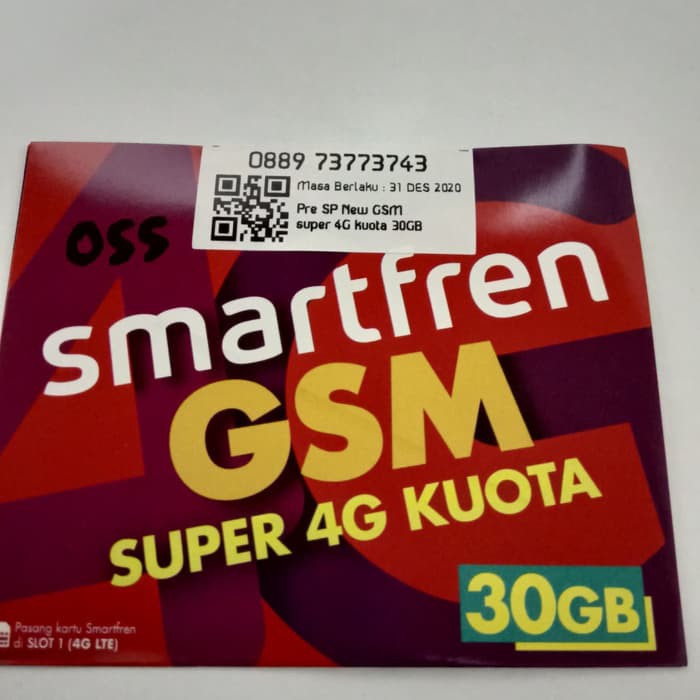 0889 73773743
Masa Berlaku : 31 DES 2020
Pre SP New GSM
super 4G kuota 30GB
OSS
smartfren
GSM
SUPER 4G KUOTA
30GB
Pasang kartu Smartfren
di SLOT 1 (4G LTE)